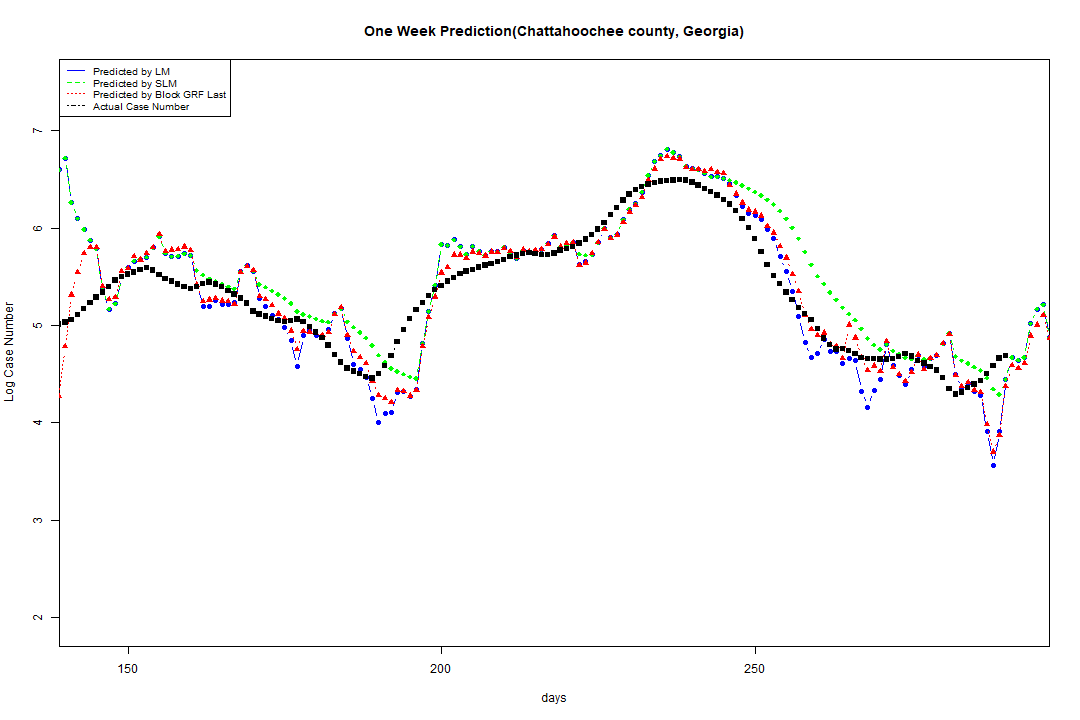 One Week Prediction(Chattahoochee county, Georgia)
Predicted by LM
Predicted by SLM
Predicted by Block GRF Last
Actual Case Number
7
6
5
4
3
2
Log Case Number
150 200 250
days